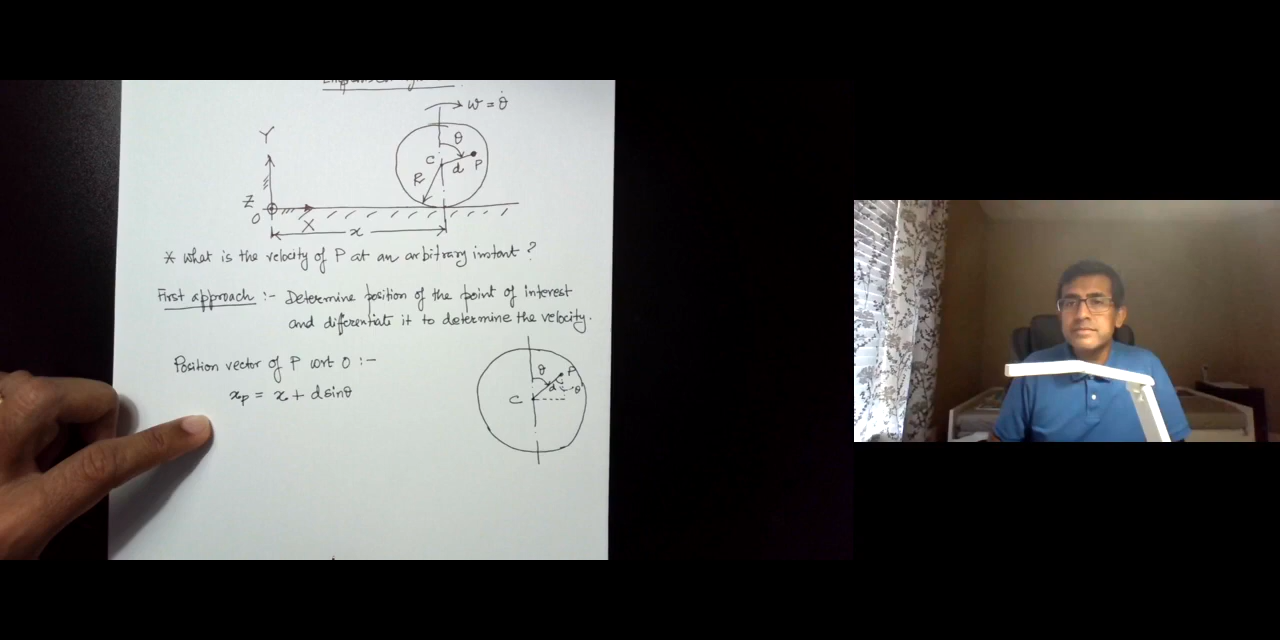 ω = θ̇
Y
θ
C
P
d
R
Z
O
X
x
* What is the velocity of P at an arbitrary instant ?
First approach :- Determine position of the point of interest
and differentiate it to determine the velocity.
Position vector of P wrt O :-
xp = x + d sinθ
θ
P
d
θ
C